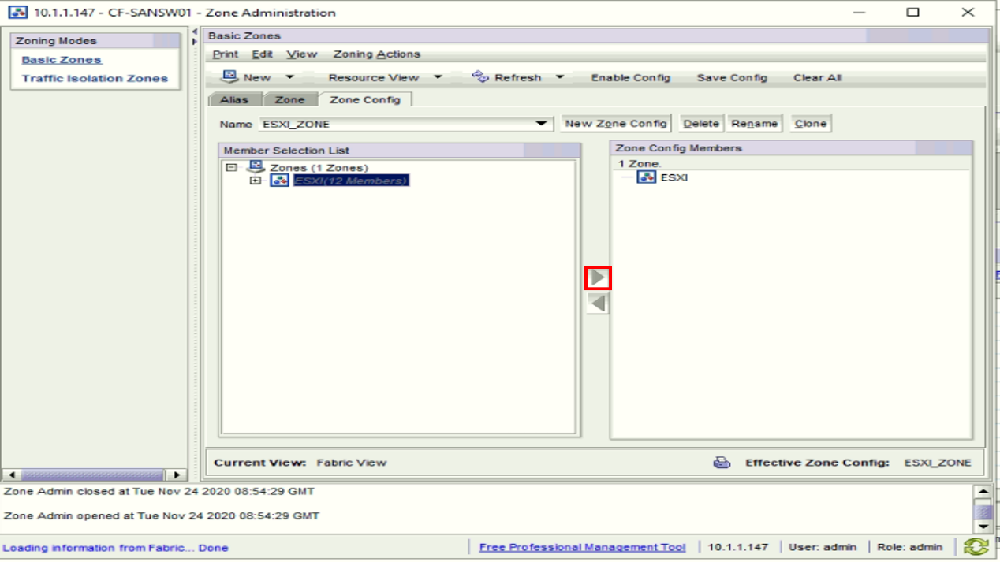 10.1.1.147 - CF-SANSW01 - Zone Administration
Zoning Modes
Basic Zones
Traffic Isolation Zones
Basic Zones
Print Edit View Zoning Actions
New Resource View Refresh Enable Config Save Config Clear All
Alias Zone Zone Config
Name ESXI_ZONE New Zone Config Delete Rename Clone
Member Selection List
Zones (1 Zones)
ESXI(12 Members)
Zone Config Members
1 Zone.
ESXI
Current View: Fabric View Effective Zone Config: ESXI_ZONE
Zone Admin closed at Tue Nov 24 2020 08:54:29 GMT
Zone Admin opened at Tue Nov 24 2020 08:54:29 GMT
Loading information from Fabric... Done Free Professional Management Tool 10.1.1.147 User: admin Role: admin